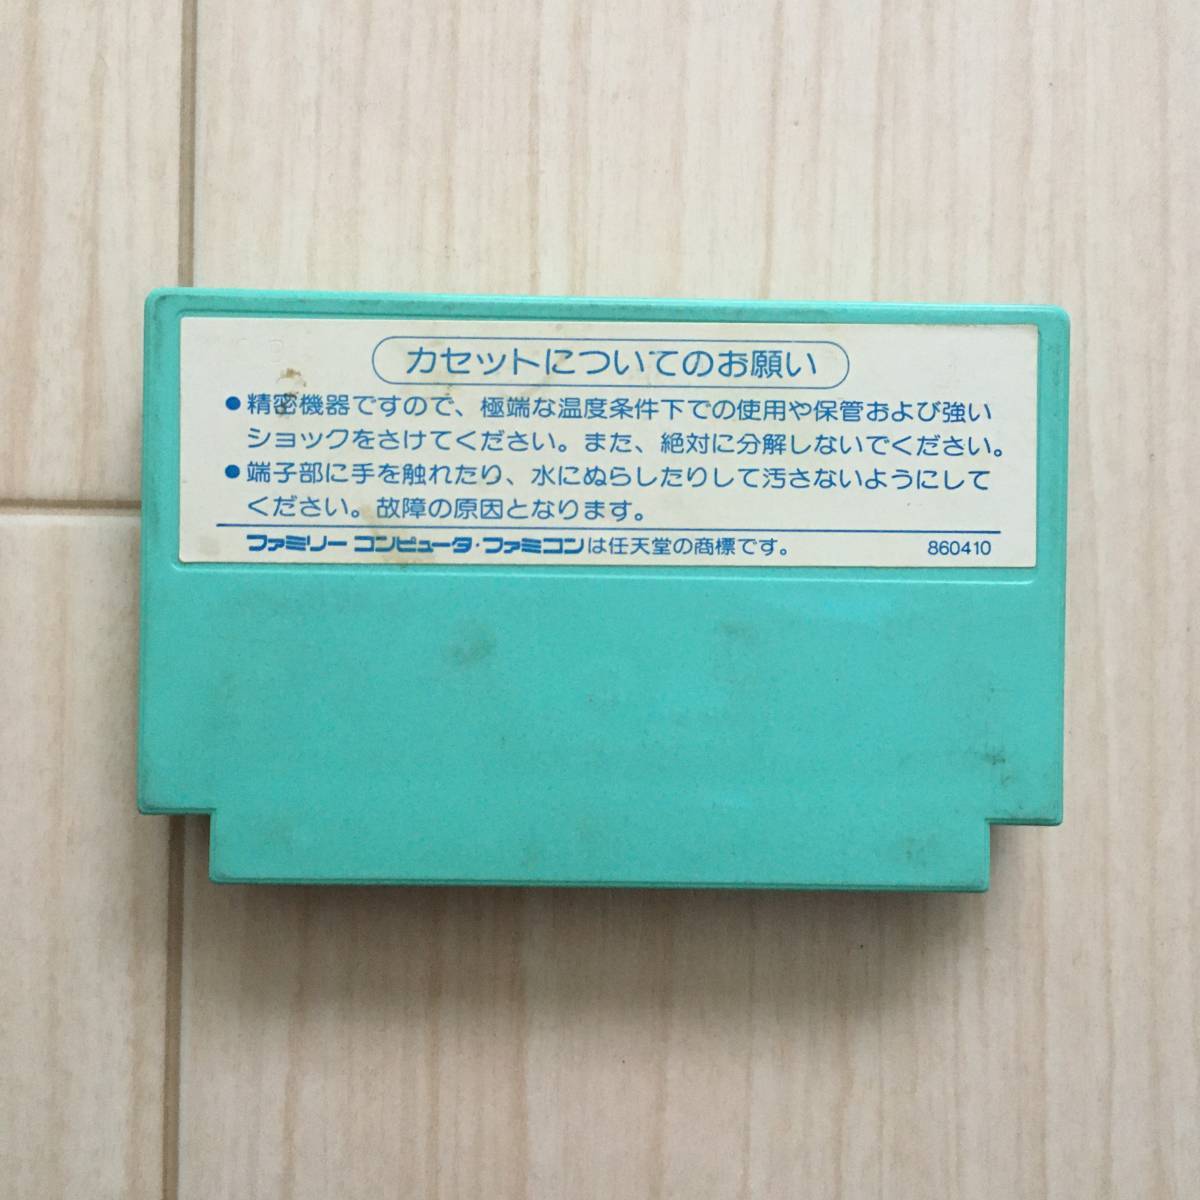 カセットについてのお願い
●精密機器ですので、極端な温度条件下での使用や保管および強い
ショックをさけてください。また、絶対に分解しないでください。
●端子部に手を触れたり、水にぬらしたりして汚さないようにして
ください。故障の原因となります。
ファミリーコンピュータ・ファミコンは任天堂の商標です。 860410